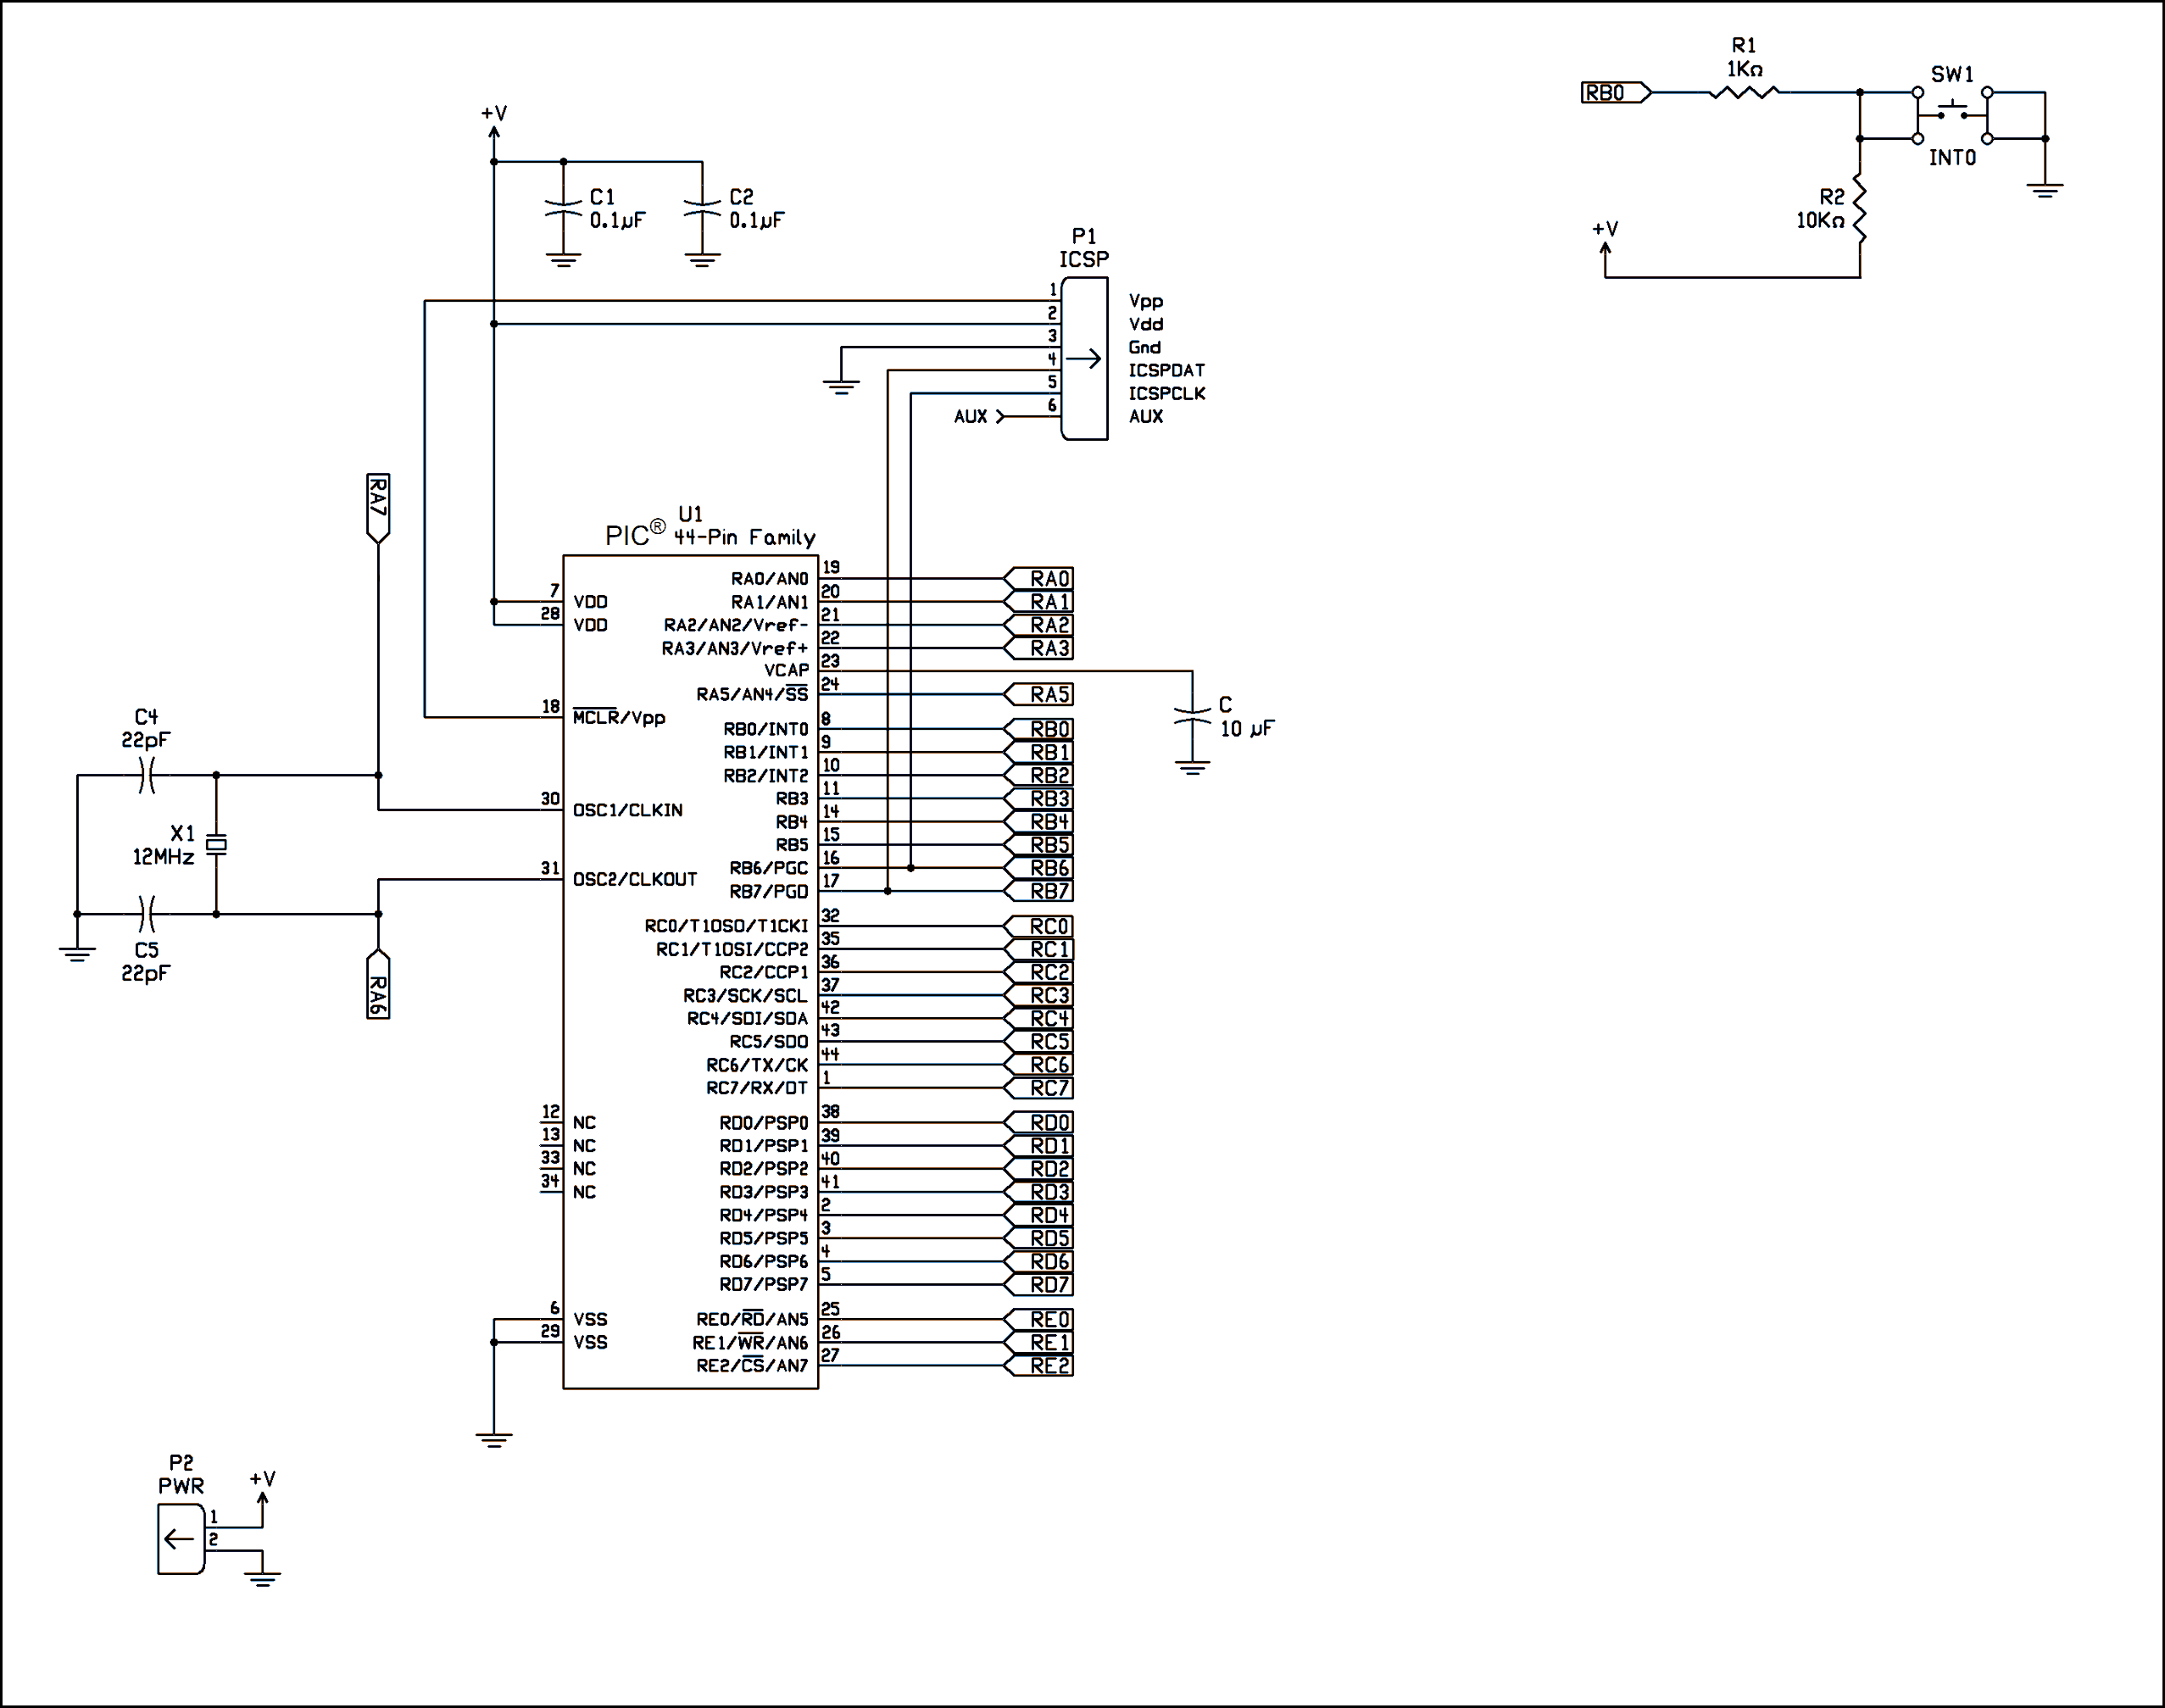 R1
1KΩ
RB0
SW1
INT0
R2
10KΩ
+V
+V
C1
0.1µF
C2
0.1µF
P1
ICSP
1 Vpp
2 Vdd
3 Gnd
4 ICSPDAT
5 ICSPCLK
AUX 6 AUX
RA7
U1
PIC® 44-Pin Family
7 VDD
28 VDD
18 MCLR/Vpp
30 OSC1/CLKIN
31 OSC2/CLKOUT
12 NC
13 NC
33 NC
34 NC
6 VSS
29 VSS
RA0/AN0 19 RA0
RA1/AN1 20 RA1
RA2/AN2/Vref- 21 RA2
RA3/AN3/Vref+ 22 RA3
VCAP 23
RA5/AN4/SS 24 RA5
RB0/INT0 8 RB0
RB1/INT1 9 RB1
RB2/INT2 10 RB2
RB3 11 RB3
RB4 14 RB4
RB5 15 RB5
RB6/PGC 16 RB6
RB7/PGD 17 RB7
RC0/T1OSO/T1CKI 32 RC0
RC1/T1OSI/CCP2 35 RC1
RC2/CCP1 36 RC2
RC3/SCK/SCL 37 RC3
RC4/SDI/SDA 42 RC4
RC5/SDO 43 RC5
RC6/TX/CK 44 RC6
RC7/RX/DT 1 RC7
RD0/PSP0 38 RD0
RD1/PSP1 39 RD1
RD2/PSP2 40 RD2
RD3/PSP3 41 RD3
RD4/PSP4 2 RD4
RD5/PSP5 3 RD5
RD6/PSP6 4 RD6
RD7/PSP7 5 RD7
RE0/RD/AN5 25 RE0
RE1/WR/AN6 26 RE1
RE2/CS/AN7 27 RE2
C
10 µF
C4
22pF
X1
12MHz
C5
22pF
RA6
P2
PWR
+V
1
2